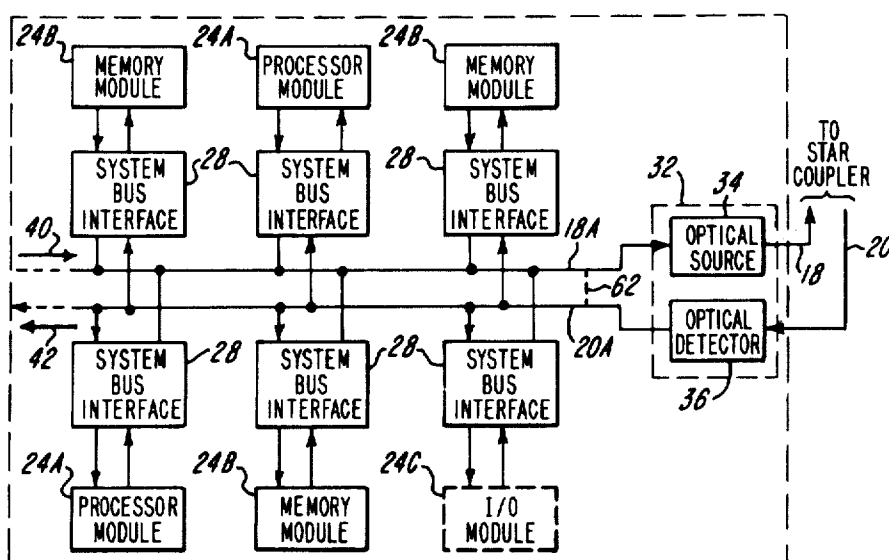 24B
MEMORY
MODULE
24A
PROCESSOR
MODULE
24B
MEMORY
MODULE
SYSTEM
BUS
INTERFACE
28
SYSTEM
BUS
INTERFACE
28
SYSTEM
BUS
INTERFACE
28
TO
STAR
COUPLER
32
34
OPTICAL
SOURCE
18
20
40
18A
62
42
20A
OPTICAL
DETECTOR
36
SYSTEM
BUS
INTERFACE
28
SYSTEM
BUS
INTERFACE
28
SYSTEM
BUS
INTERFACE
24A
PROCESSOR
MODULE
24B
MEMORY
MODULE
24C
I/O
MODULE